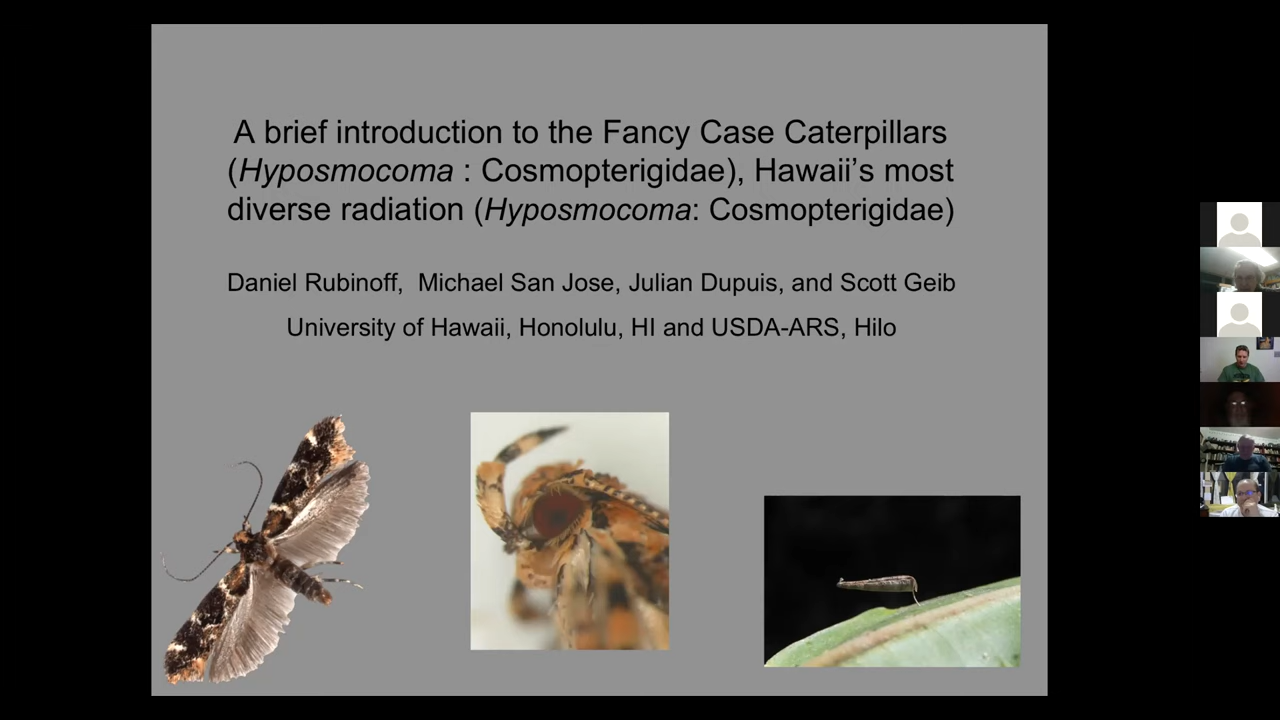 A brief introduction to the Fancy Case Caterpillars
(Hyposmocoma : Cosmopterigidae), Hawaii’s most
diverse radiation (Hyposmocoma: Cosmopterigidae)
Daniel Rubinoff, Michael San Jose, Julian Dupuis, and Scott Geib
University of Hawaii, Honolulu, HI and USDA-ARS, Hilo